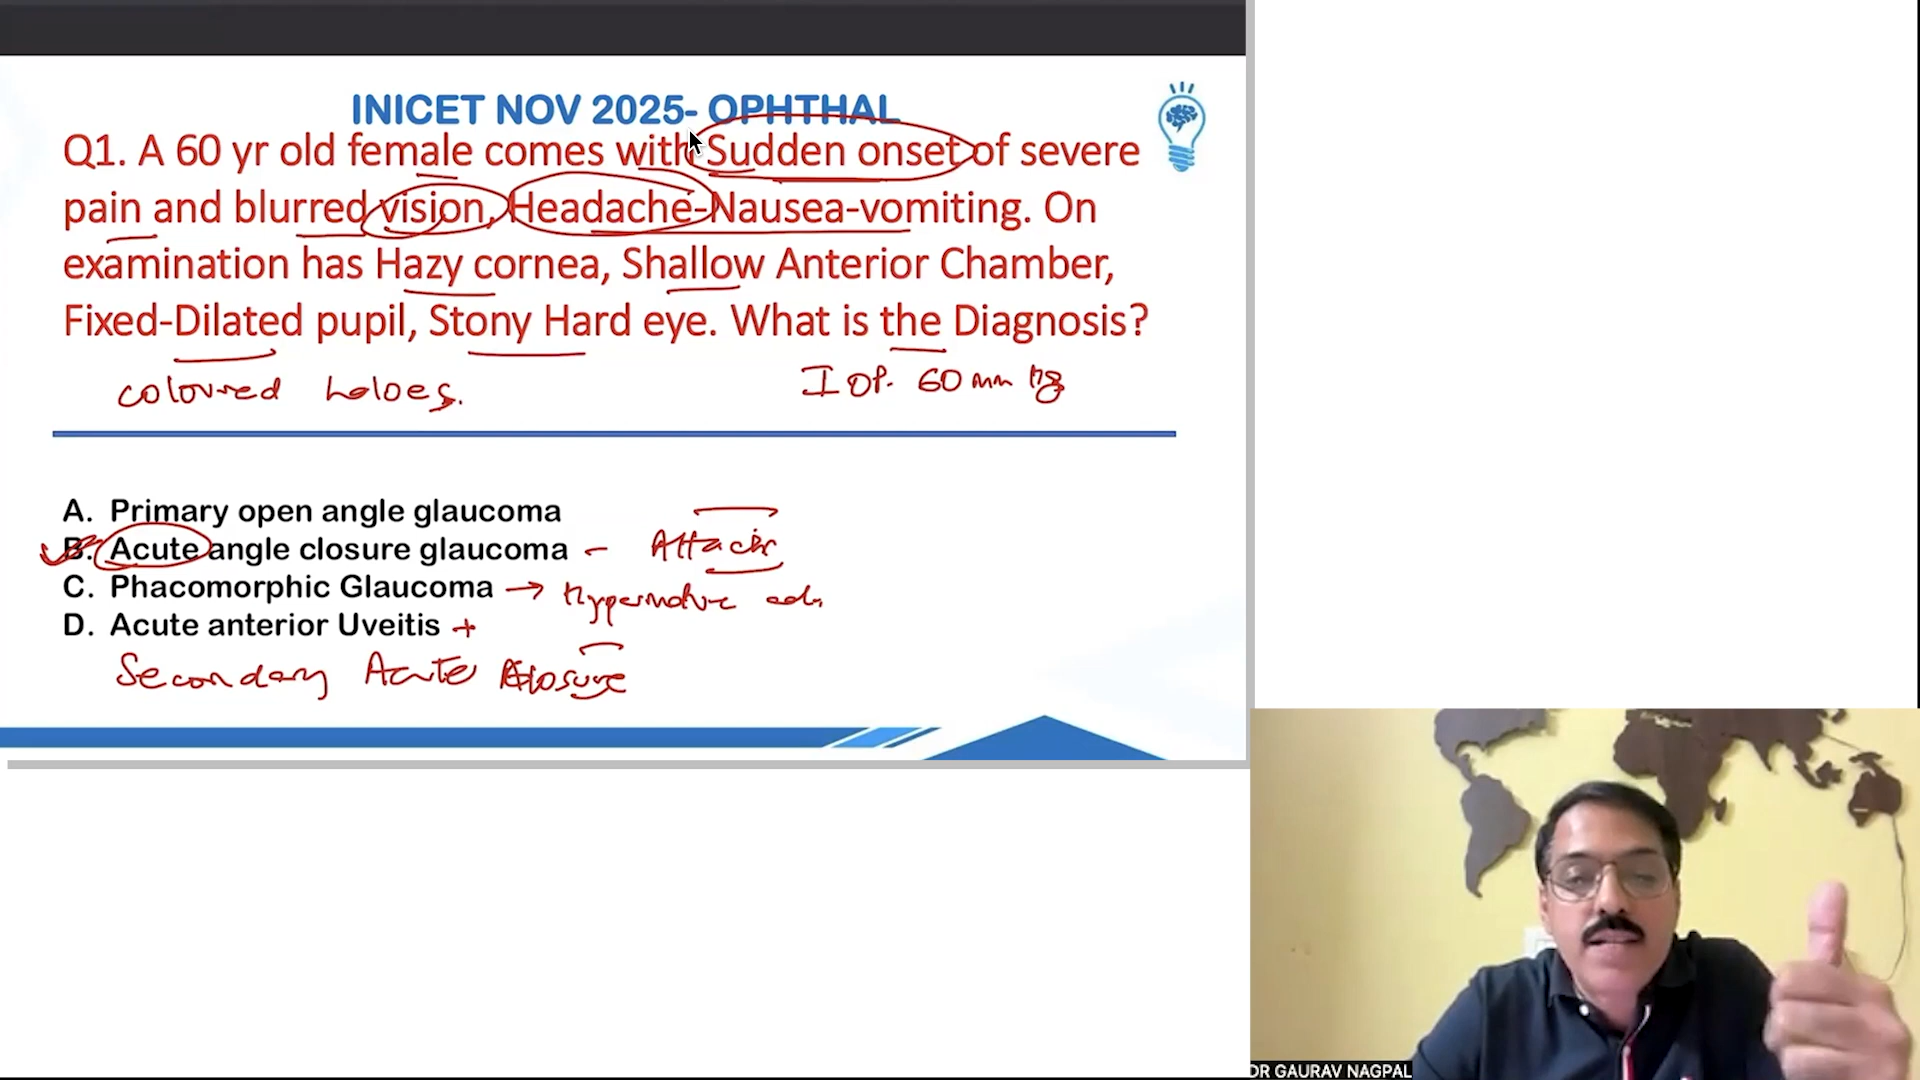 INICET NOV 2025- OPHTHAL
Q1. A 60 yr old female comes with Sudden onset of severe
pain and blurred vision, Headache-Nausea-vomiting. On
examination has Hazy cornea, Shallow Anterior Chamber,
Fixed-Dilated pupil, Stony Hard eye. What is the Diagnosis?
coloured haloes.
IOP. 60 mm Hg
A. Primary open angle glaucoma
B. Acute angle closure glaucoma - Attack
C. Phacomorphic Glaucoma → Hypermature
D. Acute anterior Uveitis +
Secondary Acute closure
DR GAURAV NAGPAL